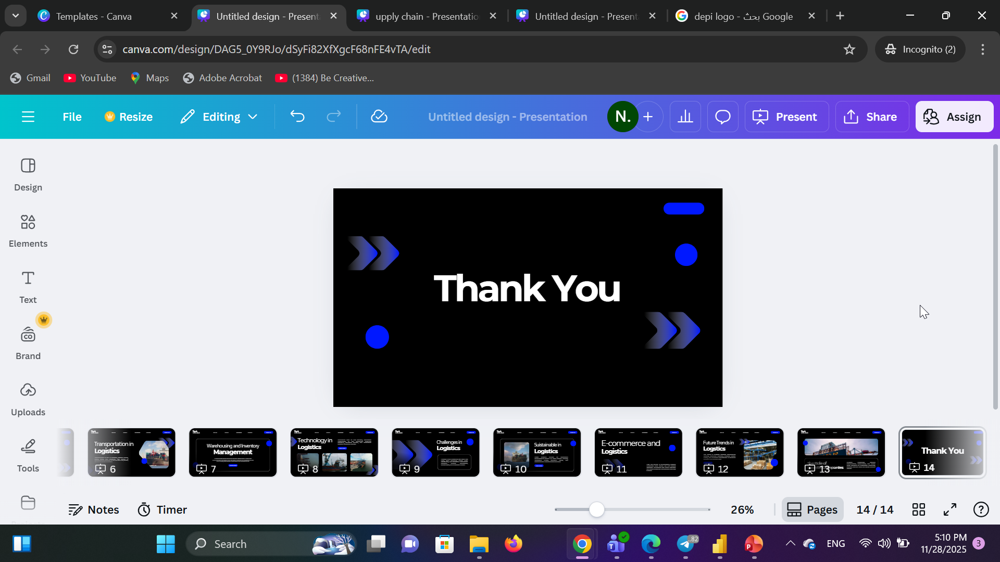 Templates - Canva
Untitled design - Present
upply chain - Presentatio
Untitled design - Present
depi logo - بحث Google
canva.com/design/DAG5_0Y9RJo/dSyFi82XfXgcF68nFE4vTA/edit
Incognito (2)
Gmail
YouTube
Maps
Adobe Acrobat
(1384) Be Creative...
File
Resize
Editing
Untitled design - Presentation
N.
Present
Share
Assign
Design
Elements
Text
Brand
Uploads
Tools
Thank You
Transportation in
Logistics
6
Warehousing and Inventory
Management
7
Technology in
Logistics
8
Challenges in
Logistics
9
Suistainable in
Logistics
10
E-commerce and
Logistics
11
Future Trends in
Logistics
12
The Role of
13
Thank You
14
Notes
Timer
26%
Pages
14 / 14
Search
.82
ENG
5:10 PM
11/28/2025
3